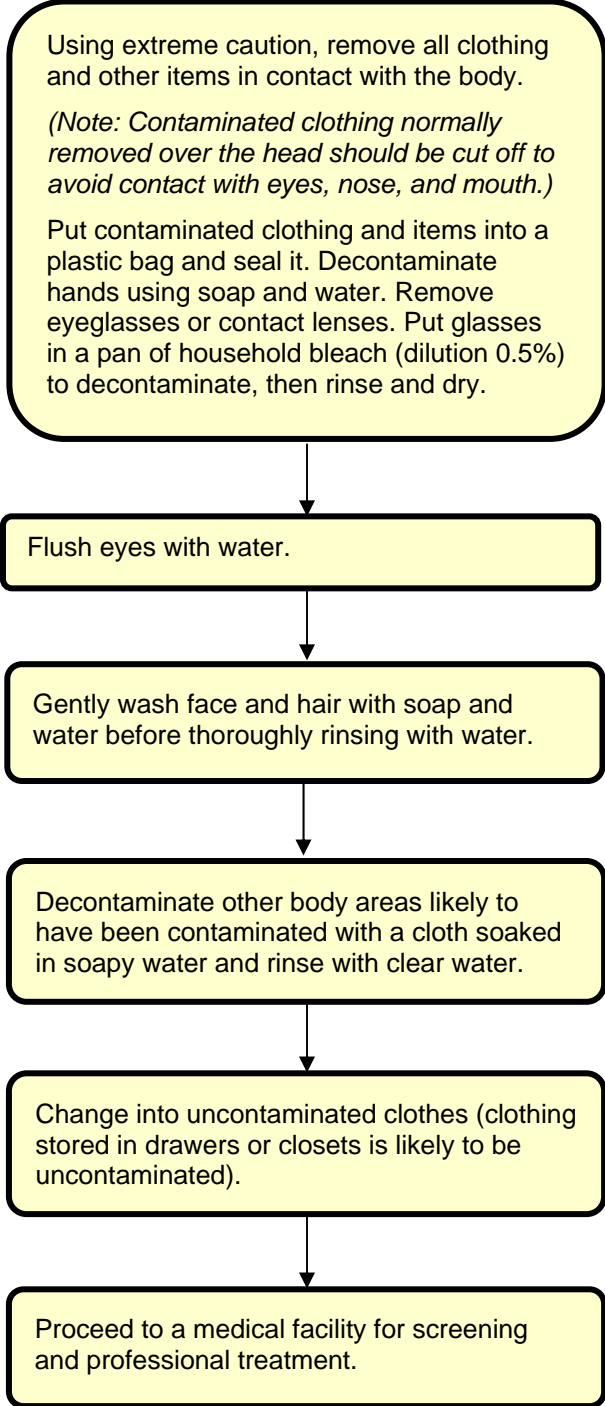 Using extreme caution, remove all clothing
and other items in contact with the body.
(Note: Contaminated clothing normally
removed over the head should be cut off to
avoid contact with eyes, nose, and mouth.)
Put contaminated clothing and items into a
plastic bag and seal it. Decontaminate
hands using soap and water. Remove
eyeglasses or contact lenses. Put glasses
in a pan of household bleach (dilution 0.5%)
to decontaminate, then rinse and dry.
Flush eyes with water.
Gently wash face and hair with soap and
water before thoroughly rinsing with water.
Decontaminate other body areas likely to
have been contaminated with a cloth soaked
in soapy water and rinse with clear water.
Change into uncontaminated clothes (clothing
stored in drawers or closets is likely to be
uncontaminated).
Proceed to a medical facility for screening
and professional treatment.